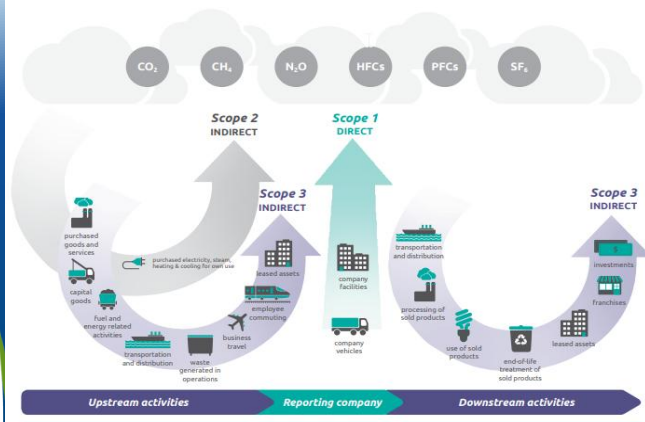 CO₂ CH₄ N₂O HFCs PFCs SF₆
Scope 2
INDIRECT
Scope 1
DIRECT
Scope 3
INDIRECT
Scope 3
INDIRECT
purchased
goods and
services
capital
goods
fuel and
energy related
activities
transportation
and distribution
waste
generated in
operations
business
travel
employee
commuting
leased assets
purchased electricity, steam,
heating & cooling for own use
company
facilities
company
vehicles
transportation
and distribution
processing of
sold products
use of sold
products
end-of-life
treatment of
sold products
leased assets
franchises
investments
$
Upstream activities
Reporting company
Downstream activities